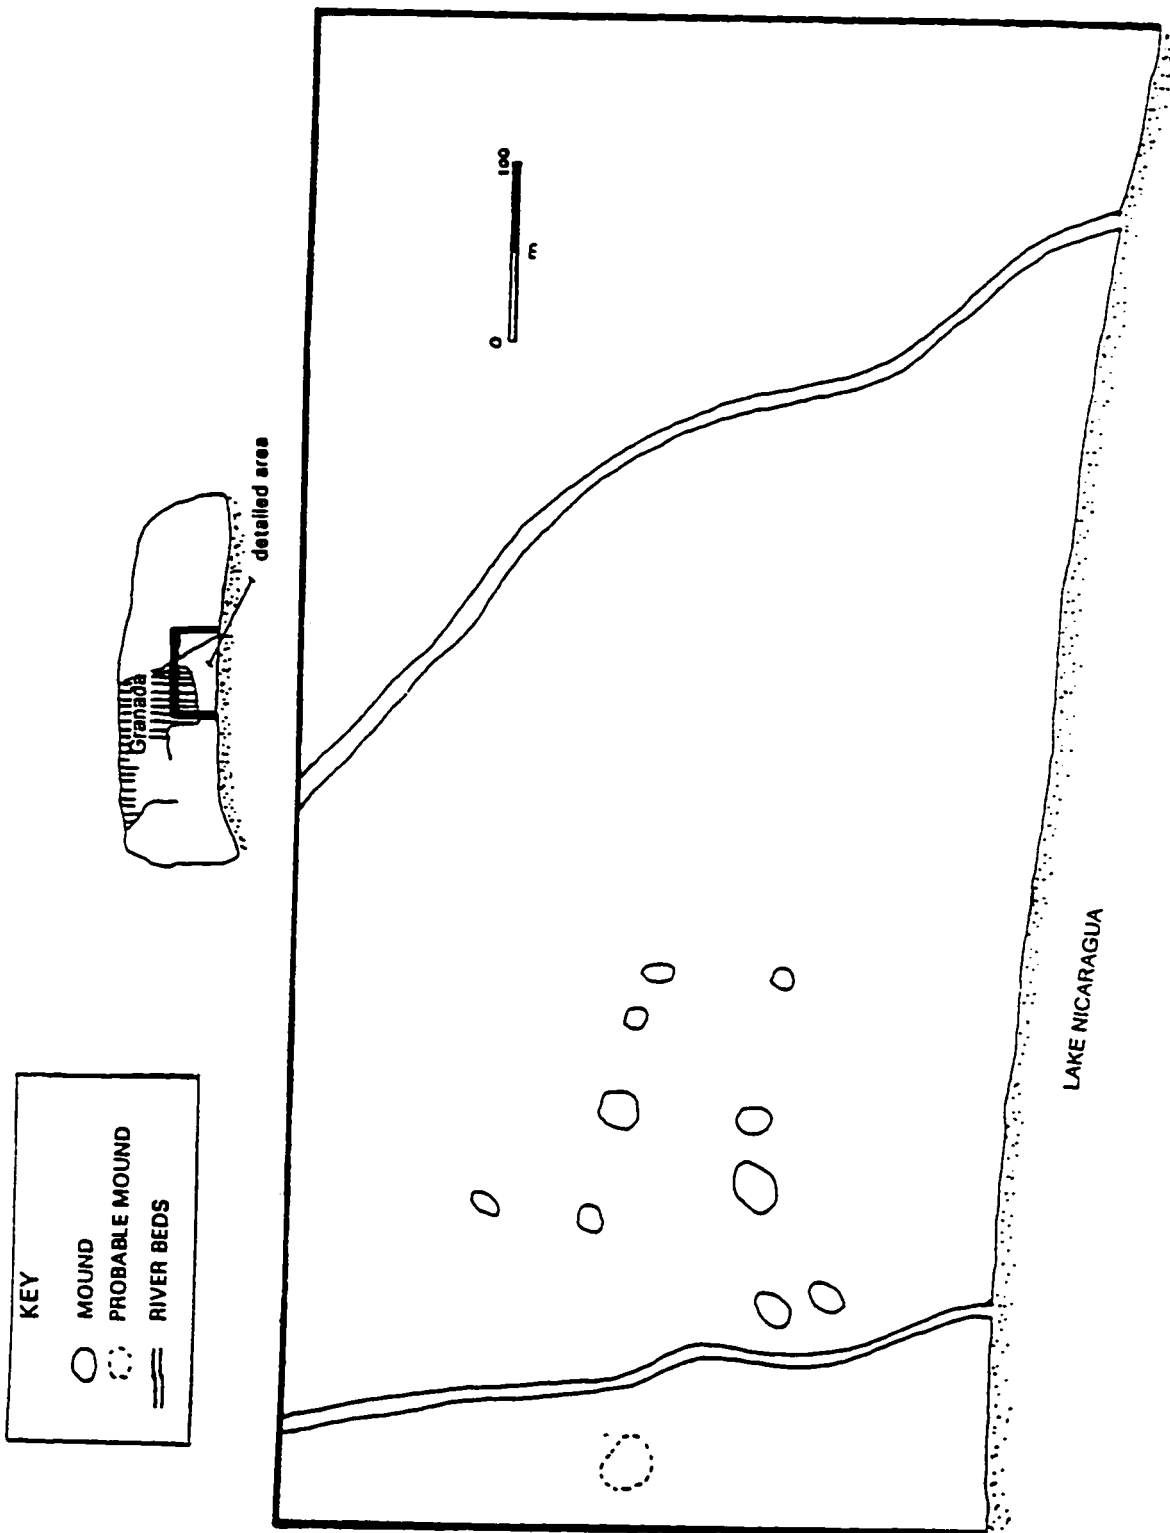 KEY
MOUND
PROBABLE MOUND
RIVER BEDS
Granada
detailed area
0 100
m
LAKE NICARAGUA